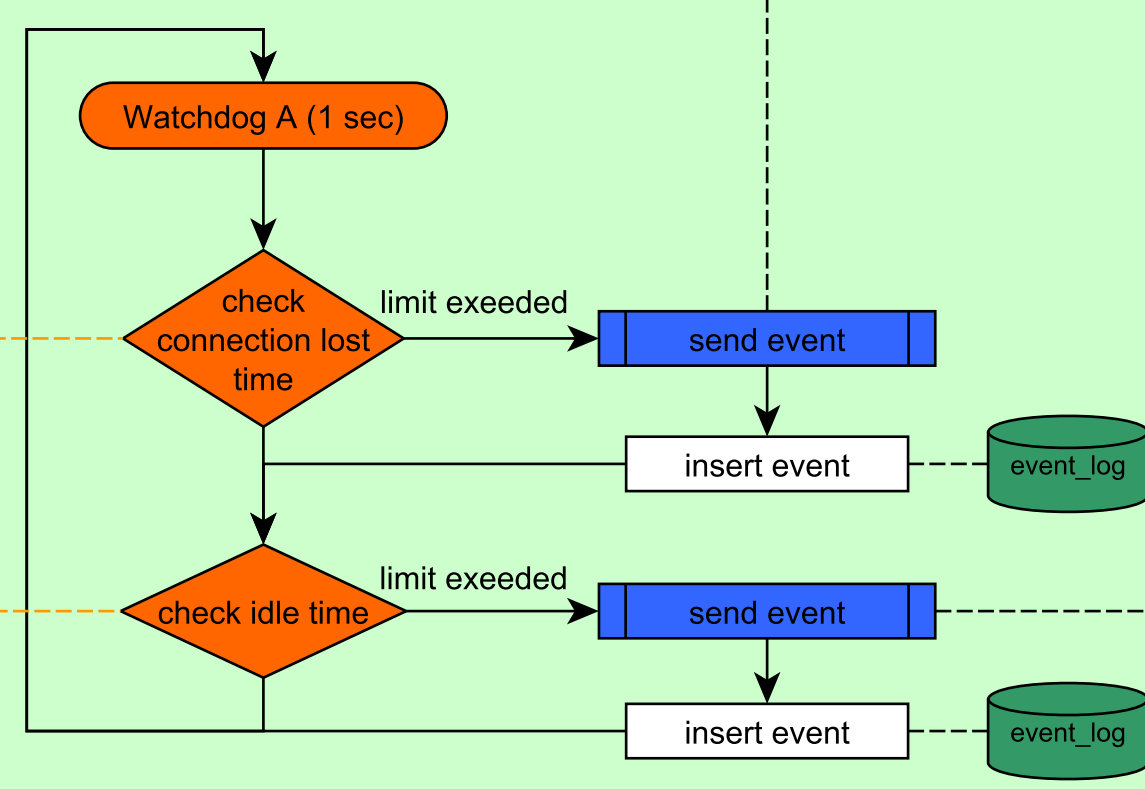 Watchdog A (1 sec)
check
connection lost
time
limit exeeded
send event
insert event
event_log
check idle time
limit exeeded
send event
insert event
event_log